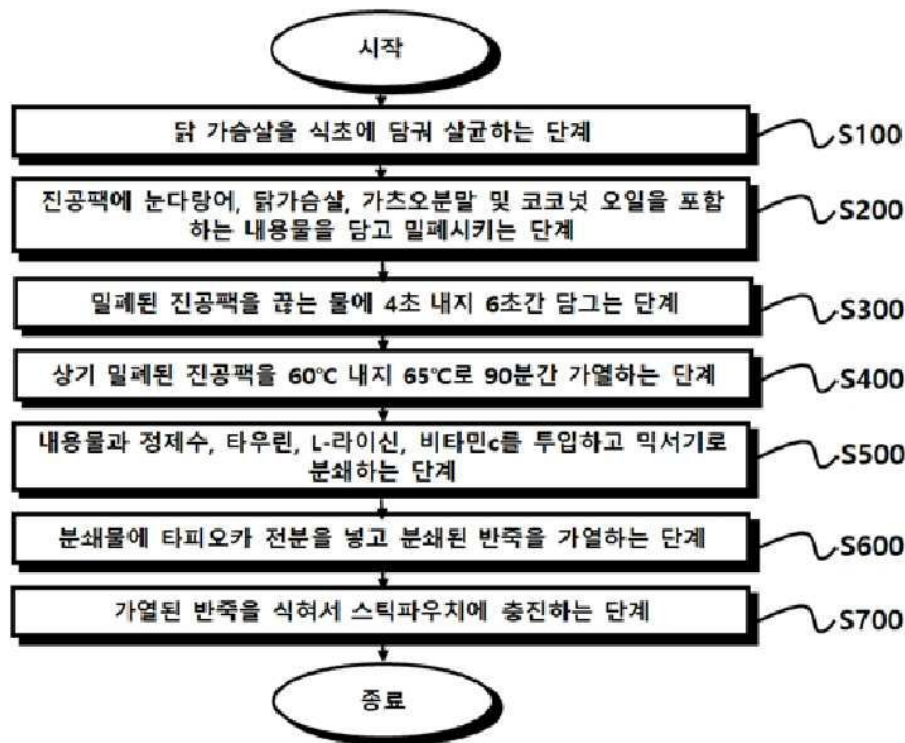 시작
닭 가슴살을 식초에 담궈 살균하는 단계
S100
진공팩에 눈다랑어, 닭가슴살, 가츠오분말 및 코코넛 오일을 포함
하는 내용물을 담고 밀폐시키는 단계
S200
밀폐된 진공팩을 끓는 물에 4초 내지 6초간 담그는 단계
S300
상기 밀폐된 진공팩을 60℃ 내지 65℃로 90분간 가열하는 단계
S400
내용물과 정제수, 타우린, L-라이신, 비타민c를 투입하고 믹서기로
분쇄하는 단계
S500
분쇄물에 타피오카 전분을 넣고 분쇄된 반죽을 가열하는 단계
S600
가열된 반죽을 식혀서 스틱파우치에 충진하는 단계
S700
종료